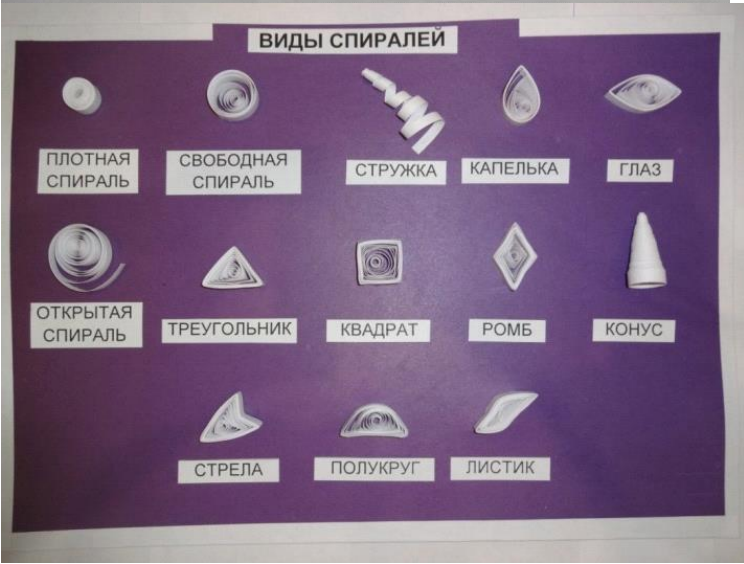 ВИДЫ СПИРАЛЕЙ
ПЛОТНАЯ
СПИРАЛЬ
СВОБОДНАЯ
СПИРАЛЬ
СТРУЖКА
КАПЕЛЬКА
ГЛАЗ
ОТКРЫТАЯ
СПИРАЛЬ
ТРЕУГОЛЬНИК
КВАДРАТ
РОМБ
КОНУС
СТРЕЛА
ПОЛУКРУГ
ЛИСТИК